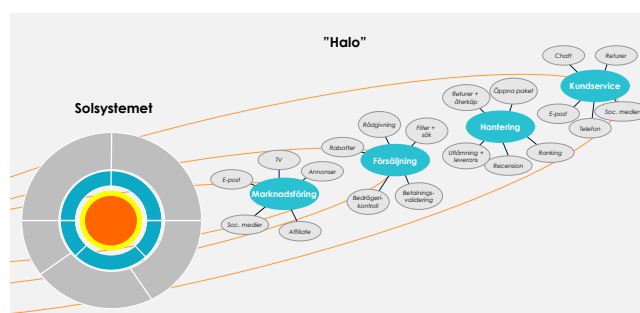 ”Halo”
Solsystemet
E-post
TV
Annonser
Marknadsföring
Soc. medier
Affiliate
Rabatter
Rådgivning
Filter +
sök
Försäljning
Bedrägeri-
kontroll
Betalnings-
validering
Returer +
återköp
Öppna paket
Hantering
Utlämning +
leverans
Recension
Ranking
Chatt
Returer
Kundservice
E-post
Telefon
Soc. medier